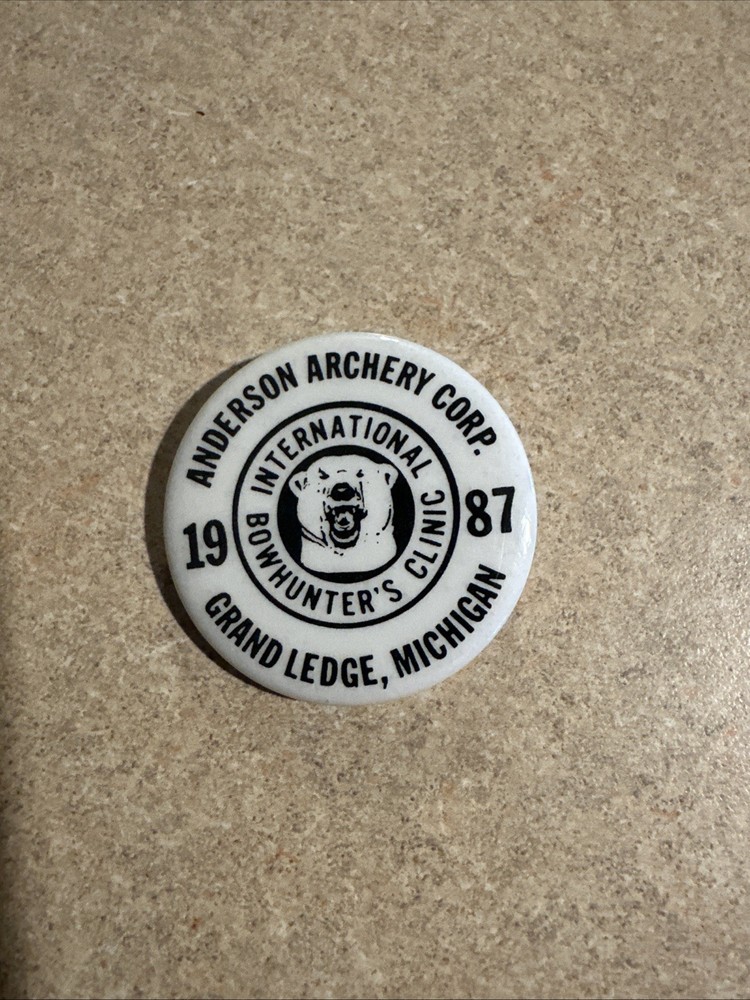 ANDERSON ARCHERY CORP.
INTERNATIONAL
19 87
BOWHUNTER'S CLINIC
GRAND LEDGE, MICHIGAN